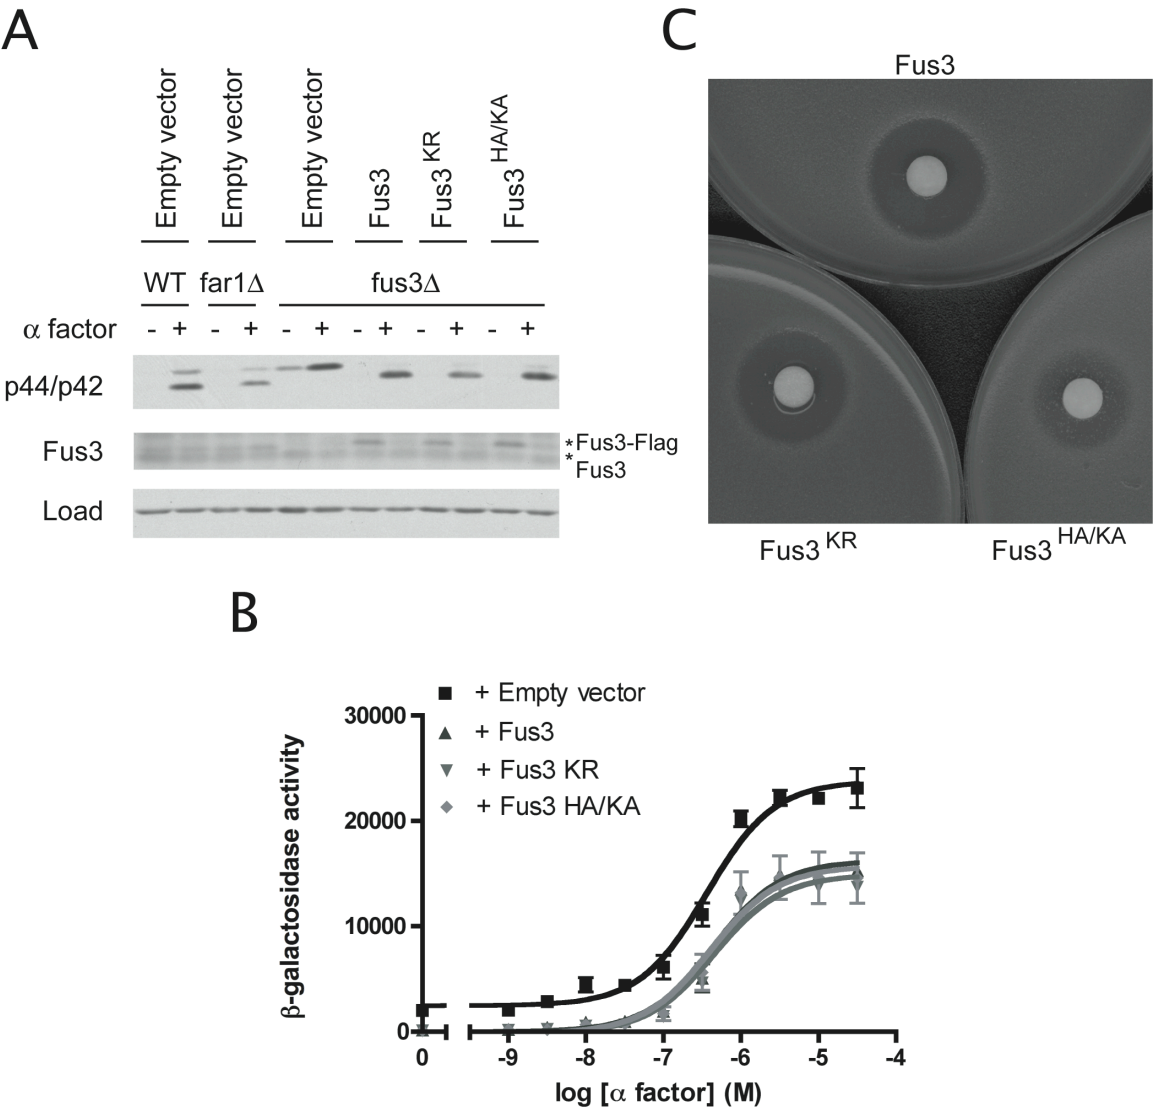 A
Empty vector
Empty vector
Empty vector
Fus3
Fus3 KR
Fus3 HA/KA
WT far1Δ fus3Δ
α factor - + - + - + - + - + - +
p44/p42
Fus3
*Fus3-Flag
* Fus3
Load
C
Fus3
Fus3 KR
Fus3 HA/KA
B
+ Empty vector
+ Fus3
+ Fus3 KR
+ Fus3 HA/KA
β-galactosidase activity
30000
20000
10000
0
0 -9 -8 -7 -6 -5 -4
log [α factor] (M)